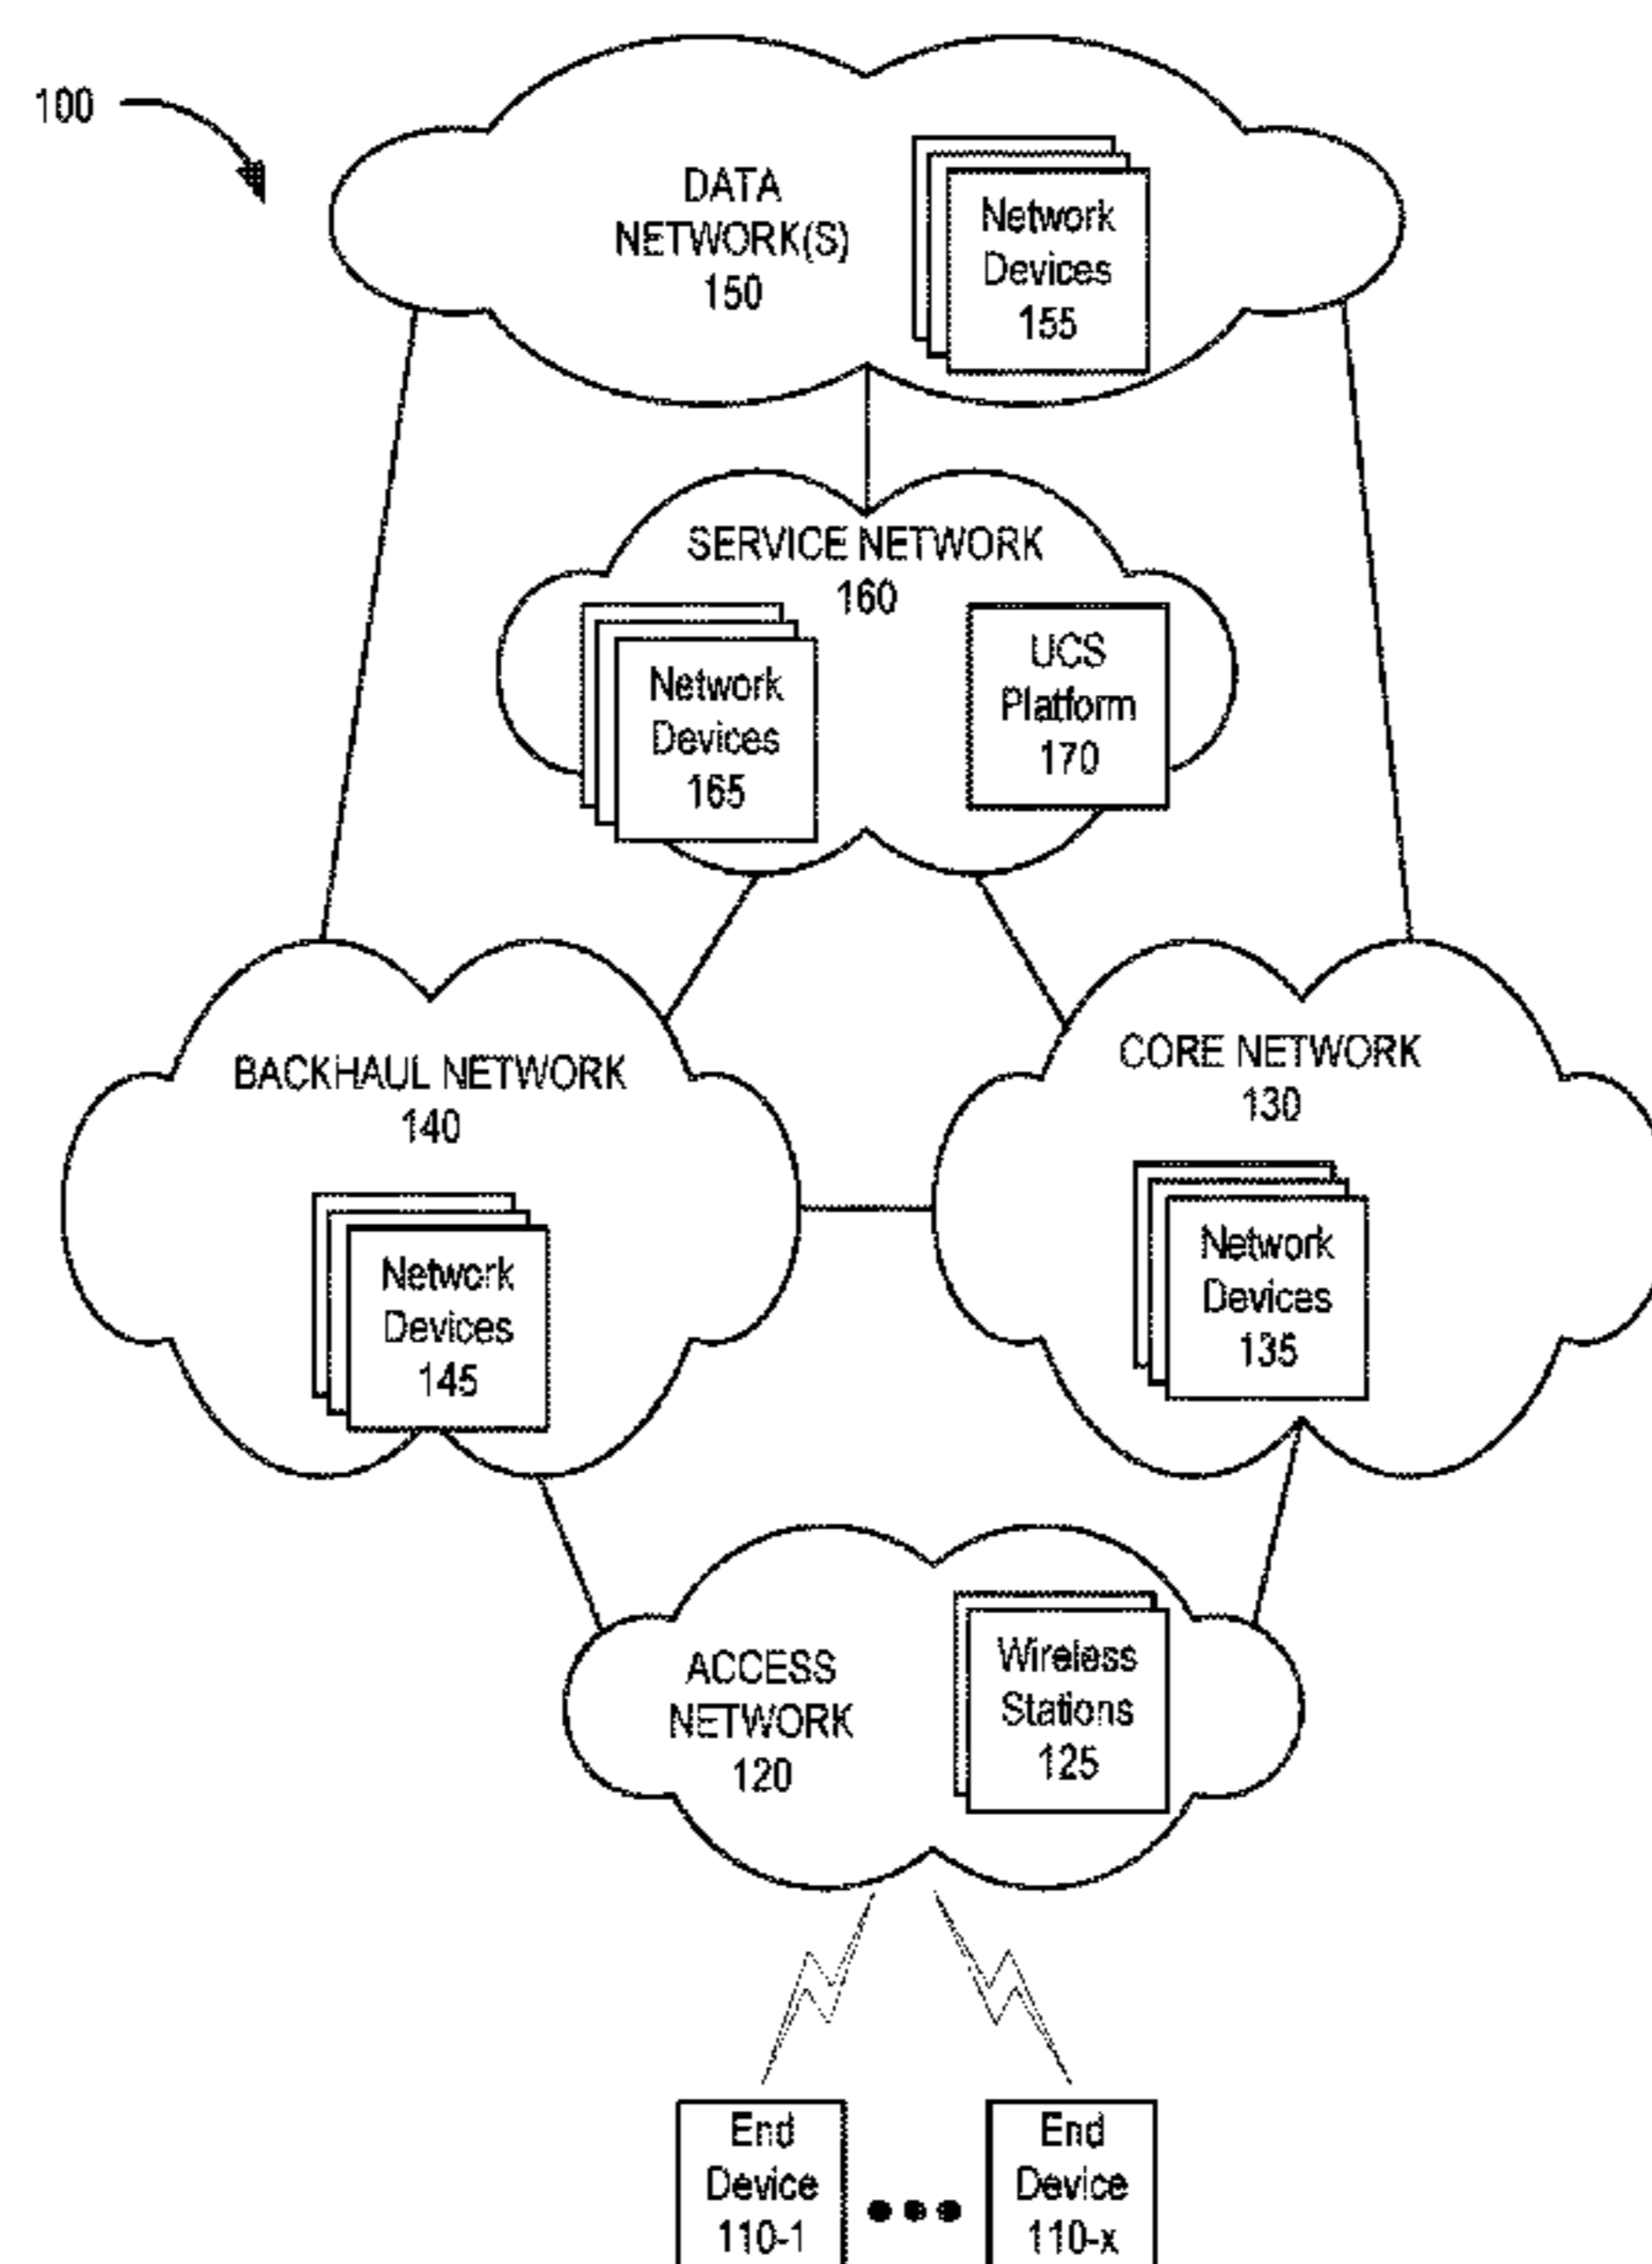 100
DATA
NETWORK(S)
150
Network
Devices
155
SERVICE NETWORK
160
Network
Devices
165
UCS
Platform
170
BACKHAUL NETWORK
140
Network
Devices
145
CORE NETWORK
130
Network
Devices
135
ACCESS
NETWORK
120
Wireless
Stations
125
End
Device
110-1
End
Device
110-x